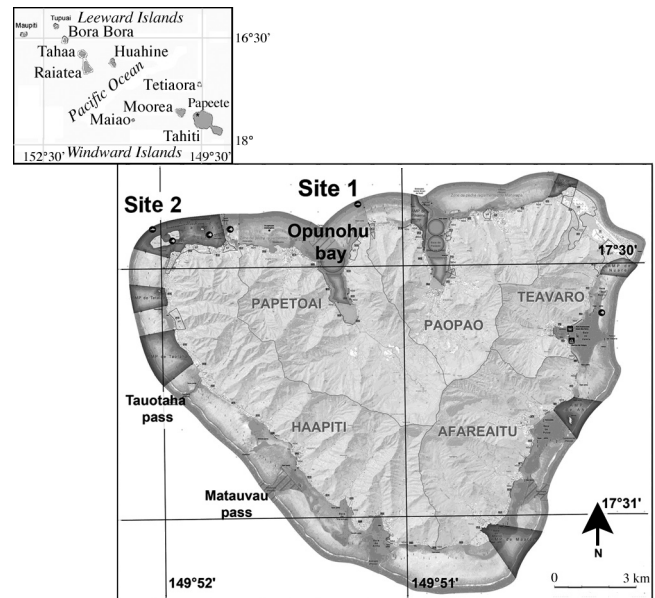 Tupuai
Leeward Islands
Maupiti
Bora Bora
16°30'
Tahaa
Huahine
Raiatea
Pacific Ocean
Tetiaora
Moorea
Papeete
Maiao
Tahiti
18°
152°30'
149°30'
Windward Islands
Site 1
Site 2
Opunohu
bay
17°30'
PAPETOAI
TEAVARO
PAOPAO
Tauotaha
pass
HAAPITI
AFAREAITU
Matauvau
pass
17°31'
N
149°52'
149°51'
0 3 km